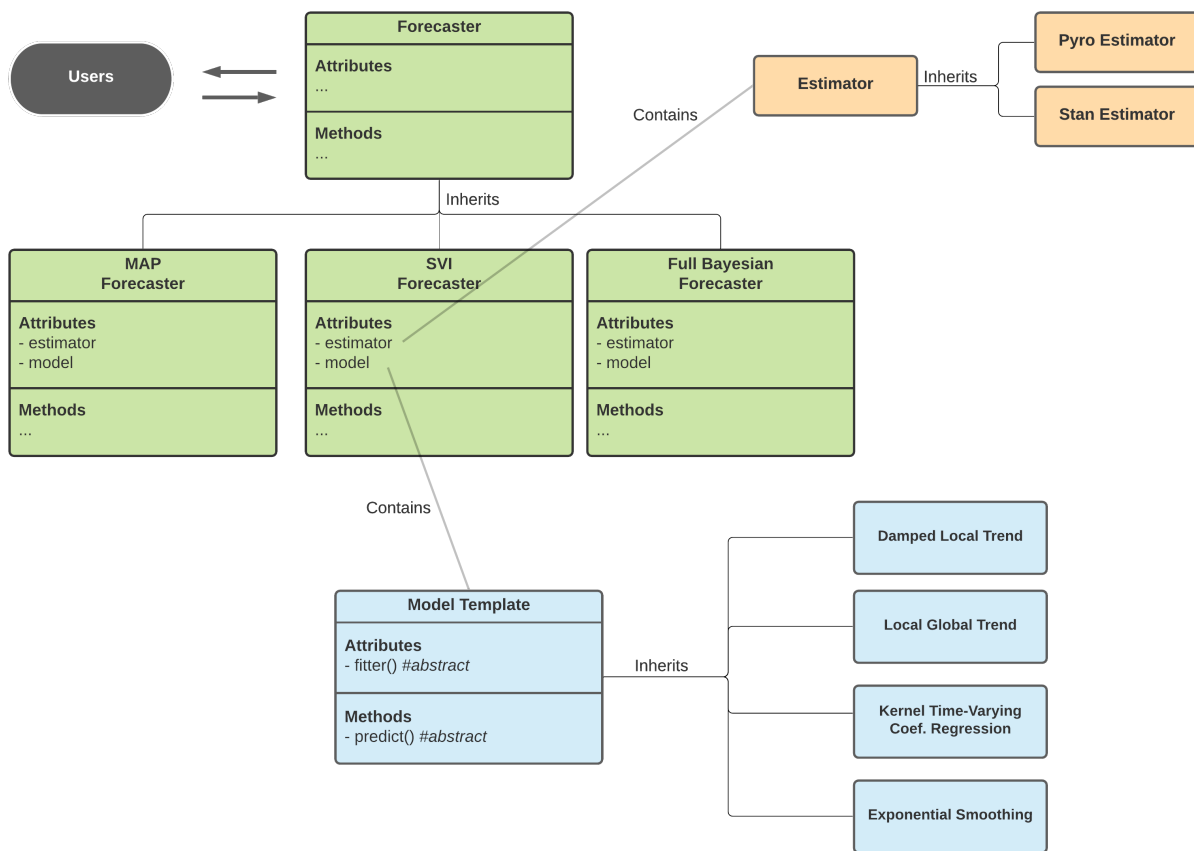 Users
Forecaster
Attributes
...
Methods
...
Inherits
Contains
Estimator
Inherits
Pyro Estimator
Stan Estimator
MAP
Forecaster
Attributes
- estimator
- model
Methods
...
SVI
Forecaster
Attributes
- estimator
- model
Methods
...
Full Bayesian
Forecaster
Attributes
- estimator
- model
Methods
...
Contains
Model Template
Attributes
- fitter() #abstract
Methods
- predict() #abstract
Inherits
Damped Local Trend
Local Global Trend
Kernel Time-Varying
Coef. Regression
Exponential Smoothing